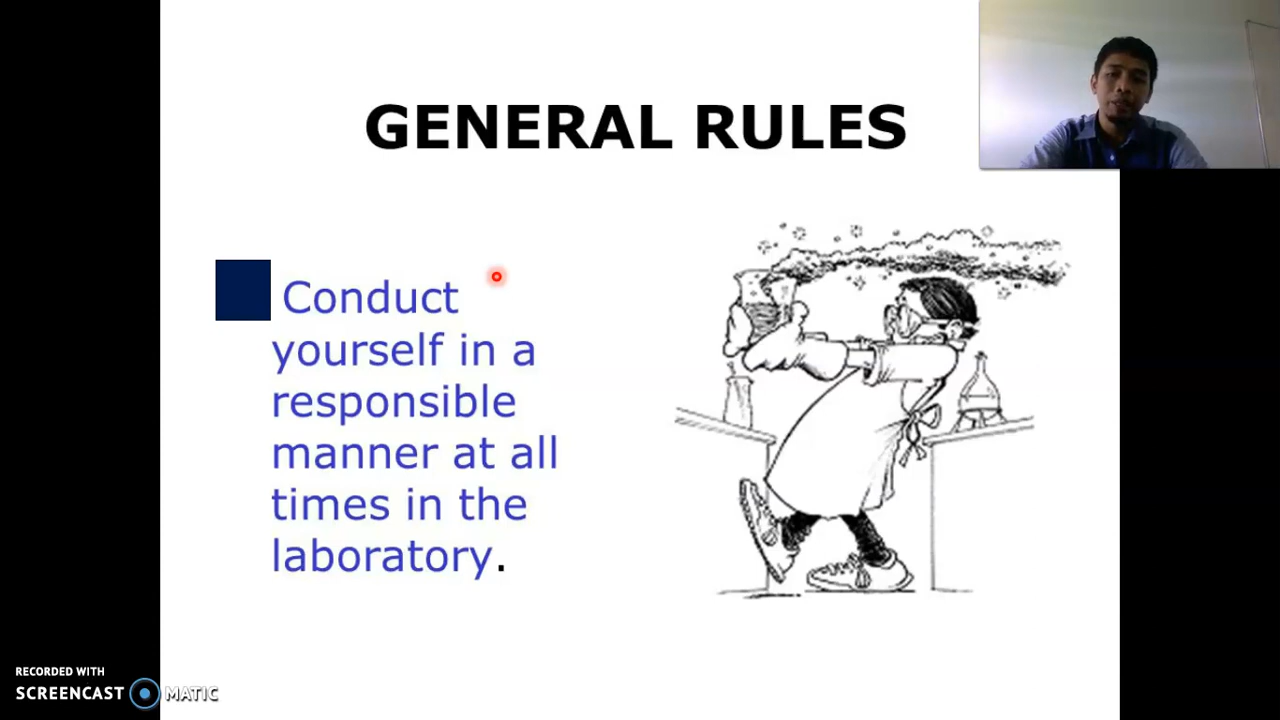 GENERAL RULES
Conduct
yourself in a
responsible
manner at all
times in the
laboratory.
RECORDED WITH
SCREENCAST MATIC